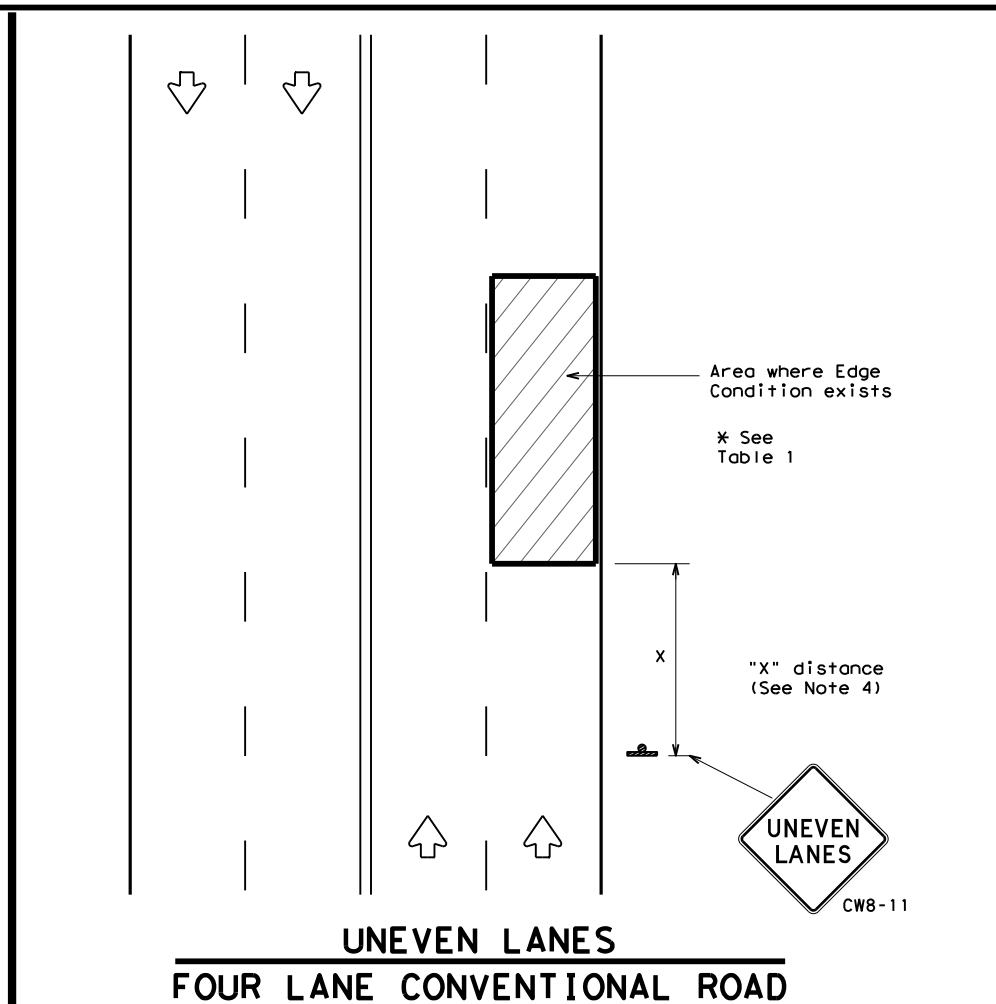 Area where Edge
Condition exists
* See
Table 1
X
"X" distance
(See Note 4)
UNEVEN
LANES
CW8-11
UNEVEN LANES
FOUR LANE CONVENTIONAL ROAD